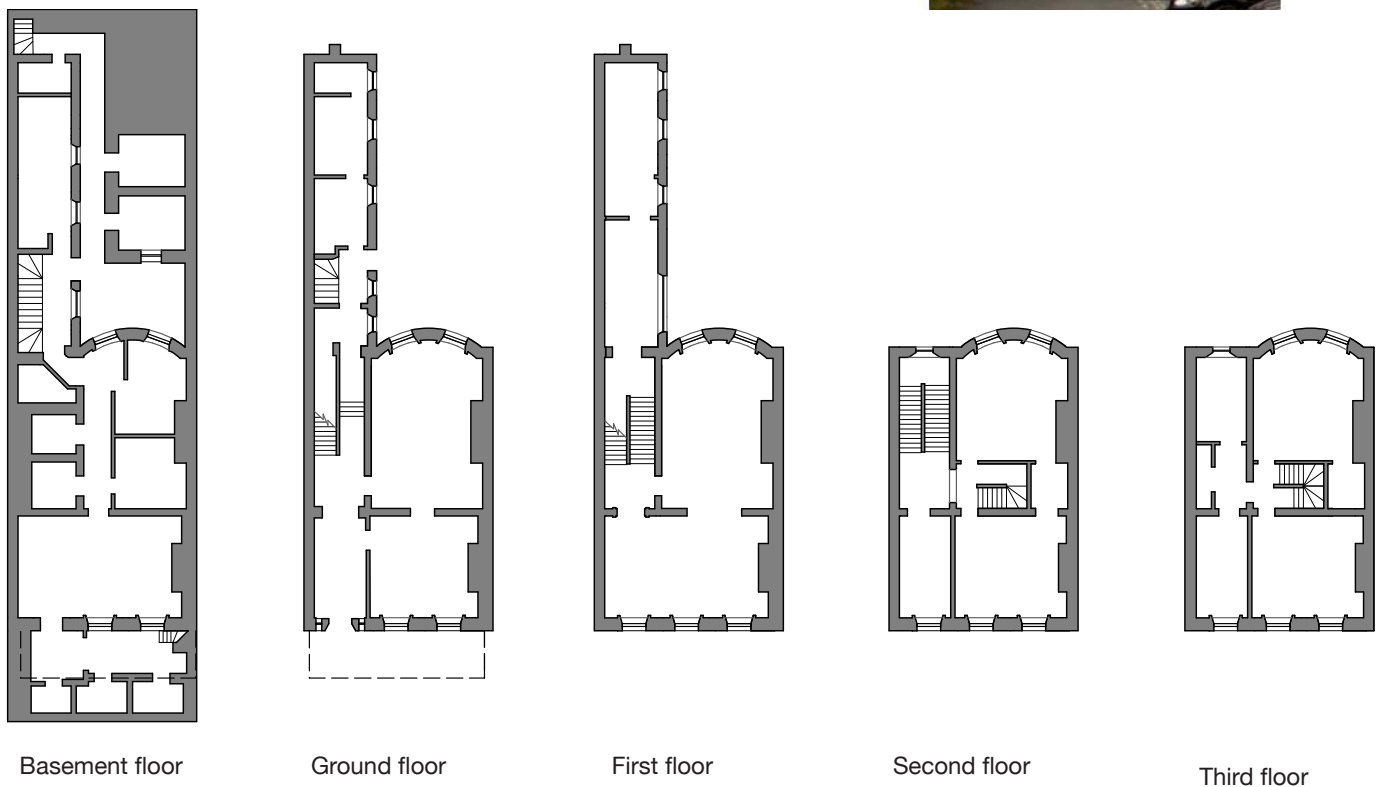 Basement floor
Ground floor
First floor
Second floor
Third floor